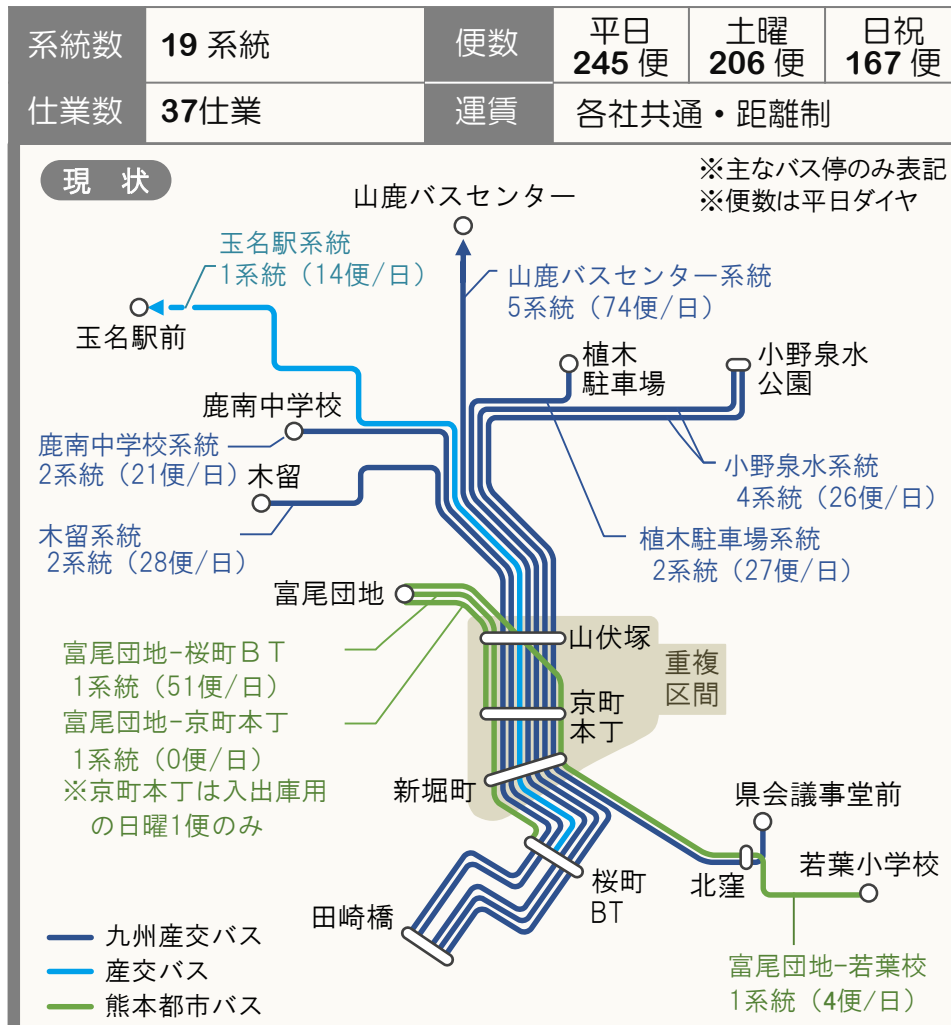 系統数
19 系統
便数
平日
245 便
土曜
206 便
日祝
167 便
仕業数
37仕業
運賃
各社共通・距離制
現 状
※主なバス停のみ表記
※便数は平日ダイヤ
山鹿バスセンター
玉名駅系統
1系統（14便/日）
山鹿バスセンター系統
5系統（74便/日）
玉名駅前
植木
駐車場
小野泉水
公園
鹿南中学校
鹿南中学校系統
2系統（21便/日）
木留
小野泉水系統
4系統（26便/日）
木留系統
2系統（28便/日）
植木駐車場系統
2系統（27便/日）
富尾団地
山伏塚
重複
区間
富尾団地-桜町ＢＴ
1系統（51便/日）
富尾団地-京町本丁
1系統（0便/日）
※京町本丁は入出庫用
の日曜1便のみ
京町
本丁
新堀町
県会議事堂前
北窪
若葉小学校
桜町
BT
田崎橋
九州産交バス
産交バス
熊本都市バス
富尾団地-若葉校
1系統（4便/日）